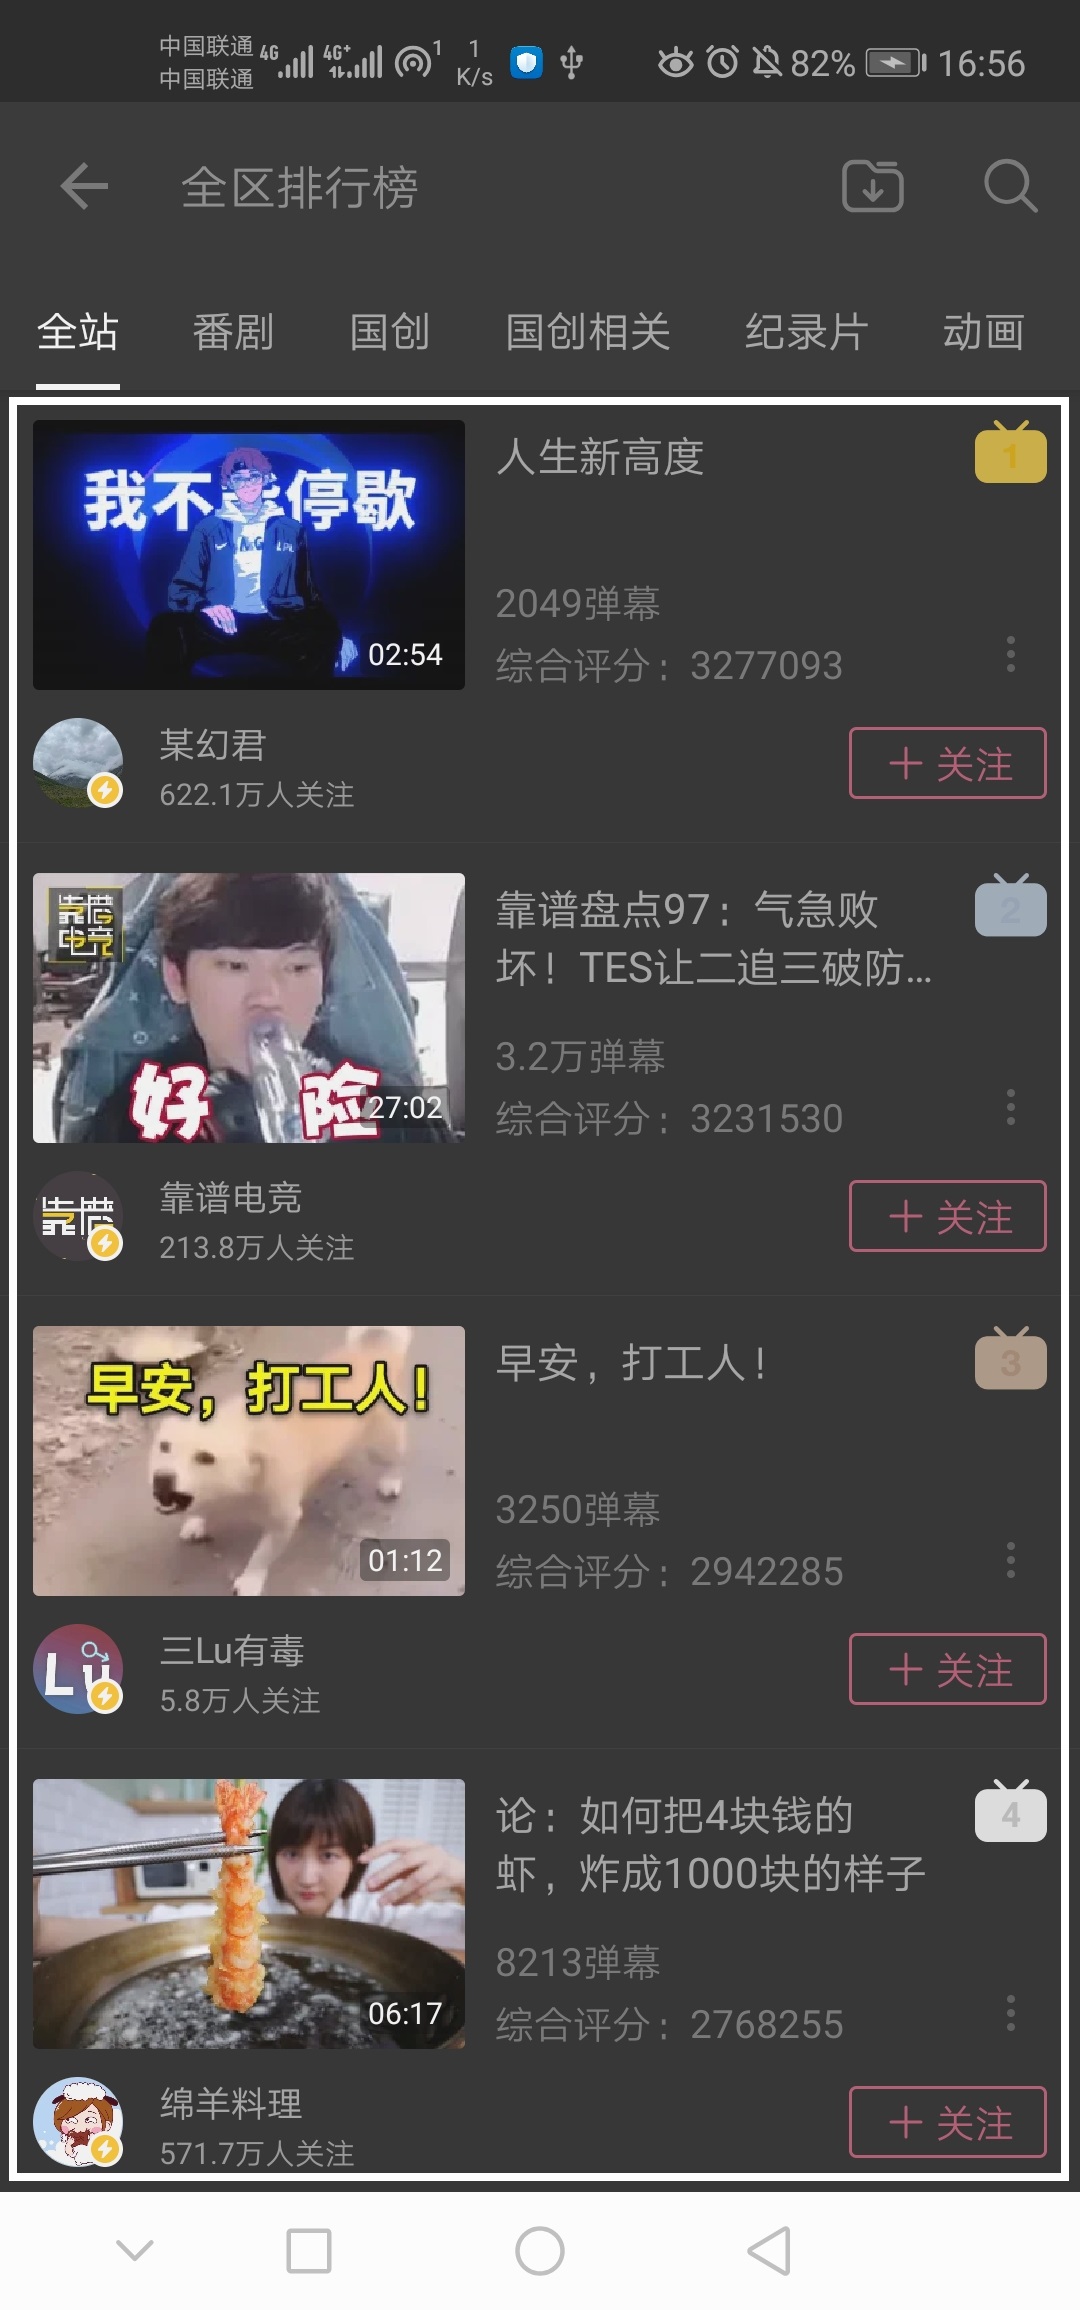 中国联通
中国联通
4G
4G+
1
1
K/s
82%
16:56
全区排行榜
全站
番剧
国创
国创相关
纪录片
动画
我不 停歇
02:54
人生新高度
1
2049弹幕
综合评分：3277093
某幻君
622.1万人关注
+ 关注
靠谱电竞
好险
27:02
靠谱盘点97：气急败
坏！TES让二追三破防...
2
3.2万弹幕
综合评分：3231530
靠谱
靠谱电竞
213.8万人关注
+ 关注
早安，打工人！
01:12
早安，打工人！
3
3250弹幕
综合评分：2942285
Lu
三Lu有毒
5.8万人关注
+ 关注
06:17
论：如何把4块钱的
虾，炸成1000块的样子
4
8213弹幕
综合评分：2768255
绵羊料理
571.7万人关注
+ 关注